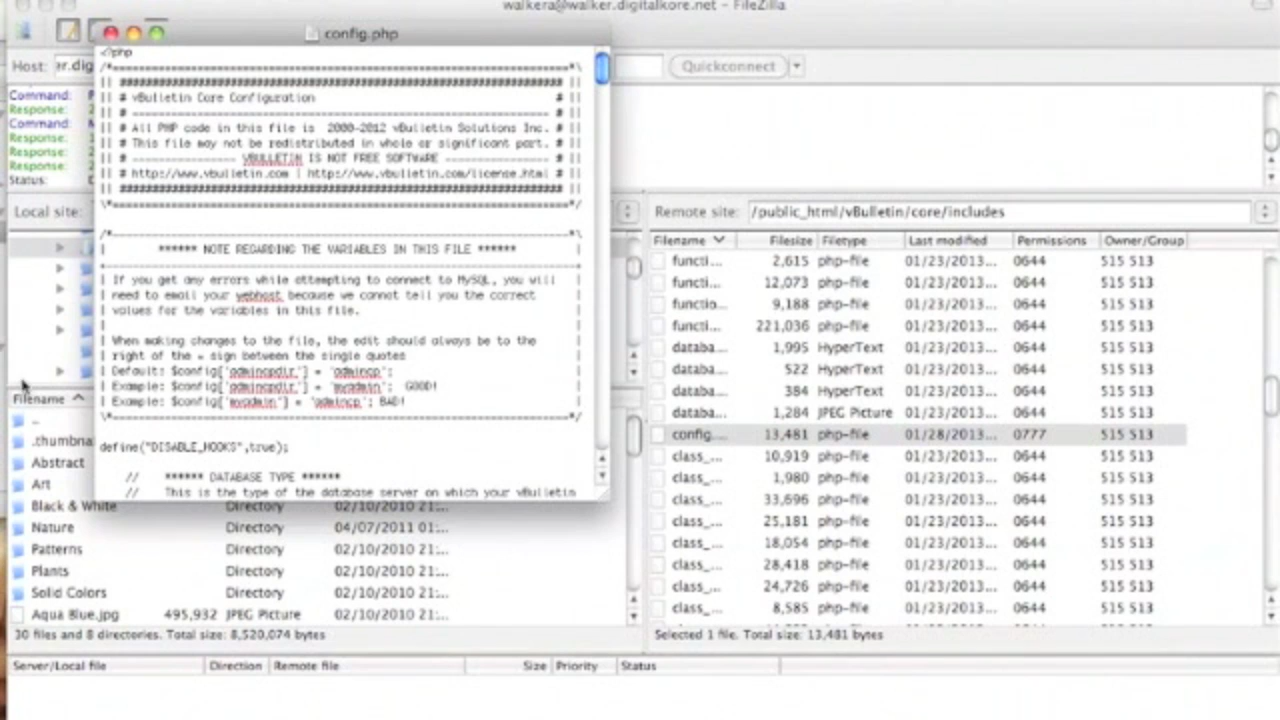 walkera@walker.digitalkore.net - FileZilla
config.php
Host:
Quickconnect
Command:
Response:
Command:
Response:
Response:
Response:
Status:
<?php
/*======================================================================*\
|| #################################################################### ||
|| # vBulletin Core Configuration # ||
|| # ---------------------------------------------------------------- # ||
|| # All PHP code in this file is 2000-2012 vBulletin Solutions Inc. # ||
|| # This file may not be redistributed in whole or significant part. # ||
|| # ---------------- VBULLETIN IS NOT FREE SOFTWARE ---------------- # ||
|| # http://www.vbulletin.com | http://www.vbulletin.com/license.html # ||
|| #################################################################### ||
\*======================================================================*/
/*-------------------------------------------------------*\
| ****** NOTE REGARDING THE VARIABLES IN THIS FILE ****** |
+-------------------------------------------------------+
| If you get any errors while attempting to connect to MySQL, you will |
| need to email your webhost because we cannot tell you the correct |
| values for the variables in this file. |
| |
| When making changes to the file, the edit should always be to the |
| right of the = sign between the single quotes |
| Default: $config['admincpdir'] = 'admincp'; |
| Example: $config['admincpdir'] = 'myadmin'; GOOD! |
| Example: $config['myadmin'] = 'admincp'; BAD! |
\*-------------------------------------------------------*/
define("DISABLE_HOOKS",true);
// ****** DATABASE TYPE ******
// This is the type of the database server on which your vBulletin
Local site:
Filename
..
.thumbna
Abstract
Art
Black & White Directory 02/10/2010 21:...
Nature Directory 04/07/2011 01:...
Patterns Directory 02/10/2010 21:...
Plants Directory 02/10/2010 21:...
Solid Colors Directory 02/10/2010 21:...
Aqua Blue.jpg 495,932 JPEG Picture 02/10/2010 21:...
30 files and 8 directories. Total size: 8,520,074 bytes
Remote site: /public_html/vBulletin/core/includes
Filename Filesize Filetype Last modified Permissions Owner/Group
functi... 2,615 php-file 01/23/2013... 0644 515 513
functi... 12,073 php-file 01/23/2013... 0644 515 513
functio... 9,188 php-file 01/23/2013... 0644 515 513
functi... 221,036 php-file 01/23/2013... 0644 515 513
databa... 1,995 HyperText 01/23/2013... 0644 515 513
databa... 522 HyperText 01/23/2013... 0644 515 513
databa... 384 HyperText 01/23/2013... 0644 515 513
databa... 1,284 JPEG Picture 01/23/2013... 0644 515 513
config.... 13,481 php-file 01/28/2013... 0777 515 513
class_... 10,919 php-file 01/23/2013... 0644 515 513
class_... 1,980 php-file 01/23/2013... 0644 515 513
class_... 33,696 php-file 01/23/2013... 0644 515 513
class_... 25,181 php-file 01/23/2013... 0644 515 513
class_... 18,054 php-file 01/23/2013... 0644 515 513
class_... 28,418 php-file 01/23/2013... 0644 515 513
class_... 24,726 php-file 01/23/2013... 0644 515 513
class_... 8,585 php-file 01/23/2013... 0644 515 513
Selected 1 file. Total size: 13,481 bytes
Server/Local file Direction Remote file Size Priority Status